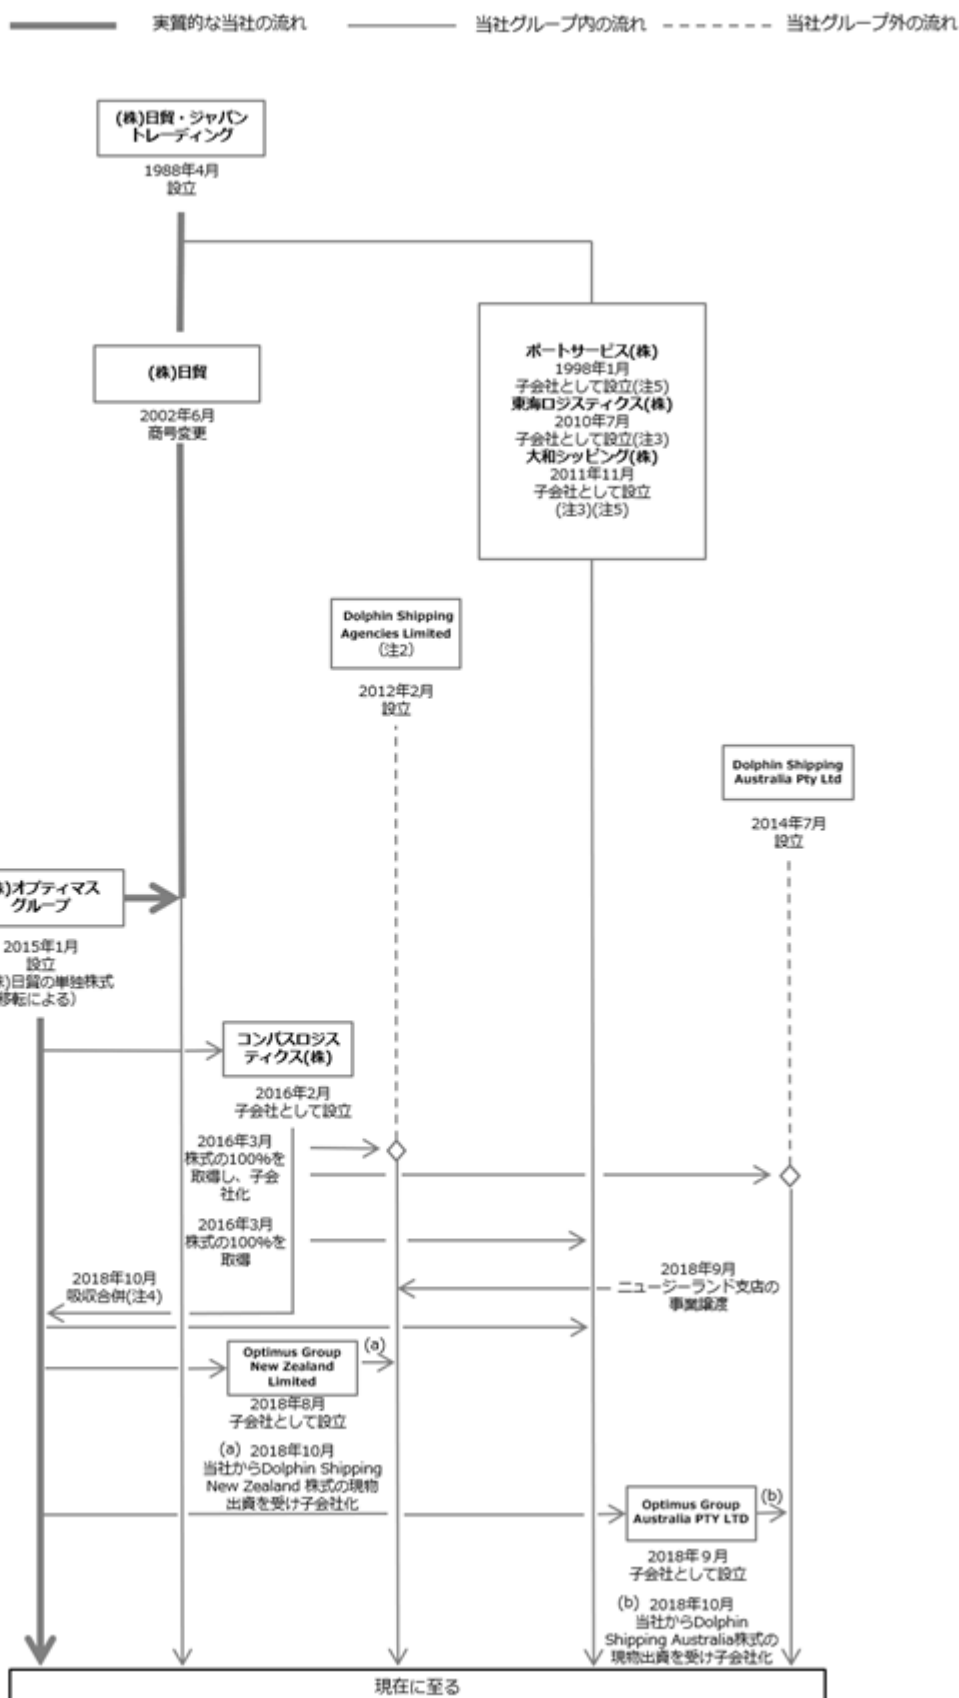 実質的な当社の流れ
当社グループ内の流れ
当社グループ外の流れ
(株)日貿・ジャパン
トレーディング
1988年4月
設立
(株)日貿
2002年6月
商号変更
ポートサービス(株)
1998年1月
子会社として設立(注5)
東海ロジスティクス(株)
2010年7月
子会社として設立(注3)
大和シッピング(株)
2011年11月
子会社として設立
(注3)(注5)
Dolphin Shipping
Agencies Limited
(注2)
2012年2月
設立
Dolphin Shipping
Australia Pty Ltd
2014年7月
設立
)オプティマス
グループ
2015年1月
設立
)日貿の単独株式
移転による)
コンパスロジス
ティクス(株)
2016年2月
子会社として設立
2016年3月
株式の100%を
取得し、子会
社化
2016年3月
株式の100%を
取得
2018年9月
ニュージーランド支店の
事業譲渡
2018年10月
吸収合併(注4)
Optimus Group
New Zealand
Limited
(a)
2018年8月
子会社として設立
(a) 2018年10月
当社からDolphin Shipping
New Zealand 株式の現物
出資を受け子会社化
Optimus Group
Australia PTY LTD
(b)
2018年9月
子会社として設立
(b) 2018年10月
当社からDolphin
Shipping Australia株式の
現物出資を受け子会社化
現在に至る